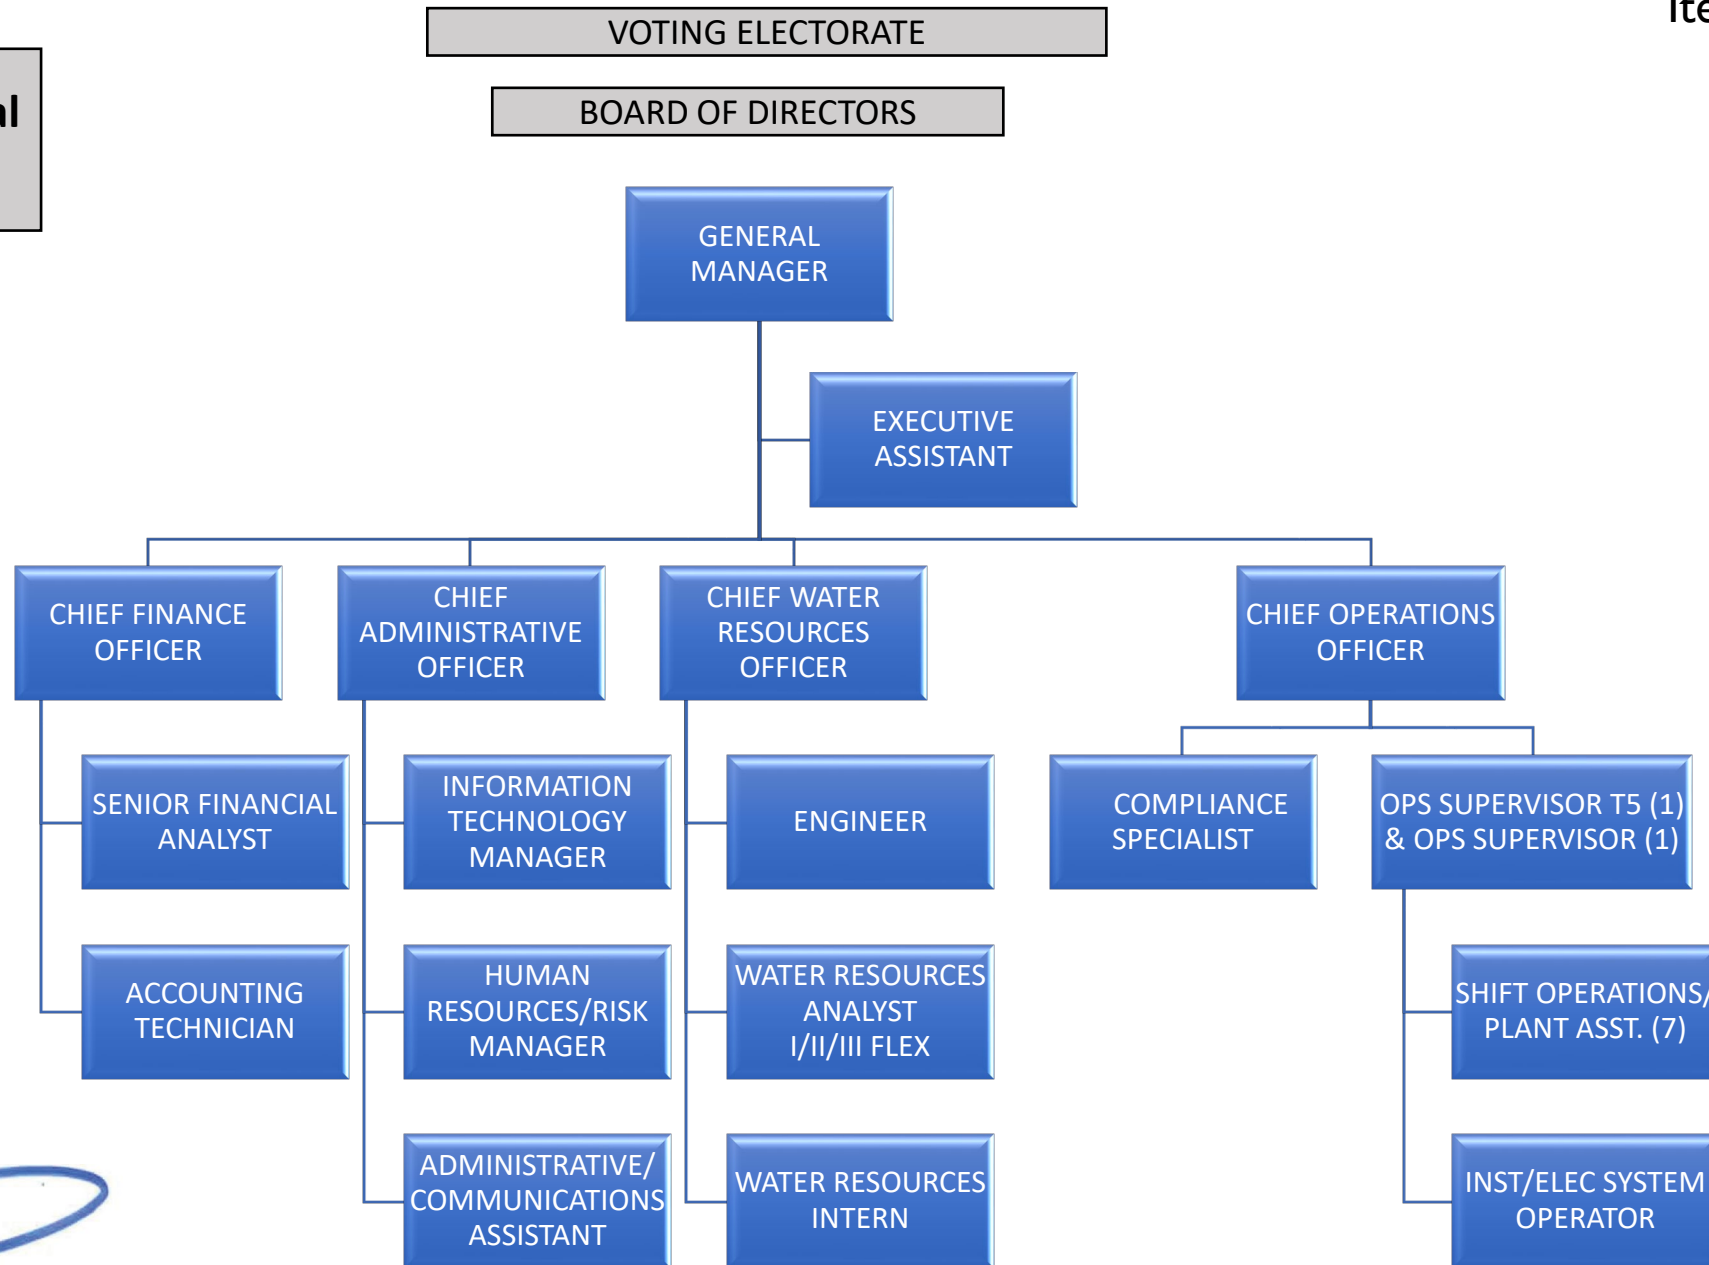 VOTING ELECTORATE
BOARD OF DIRECTORS
GENERAL
MANAGER
EXECUTIVE
ASSISTANT
CHIEF FINANCE
OFFICER
CHIEF
ADMINISTRATIVE
OFFICER
CHIEF WATER
RESOURCES
OFFICER
CHIEF OPERATIONS
OFFICER
SENIOR FINANCIAL
ANALYST
INFORMATION
TECHNOLOGY
MANAGER
ENGINEER
COMPLIANCE
SPECIALIST
OPS SUPERVISOR T5 (1)
& OPS SUPERVISOR (1)
ACCOUNTING
TECHNICIAN
HUMAN
RESOURCES/RISK
MANAGER
WATER RESOURCES
ANALYST
I/II/III FLEX
SHIFT OPERATIONS/
PLANT ASST. (7)
ADMINISTRATIVE/
COMMUNICATIONS
ASSISTANT
WATER RESOURCES
INTERN
INST/ELEC SYSTEM
OPERATOR